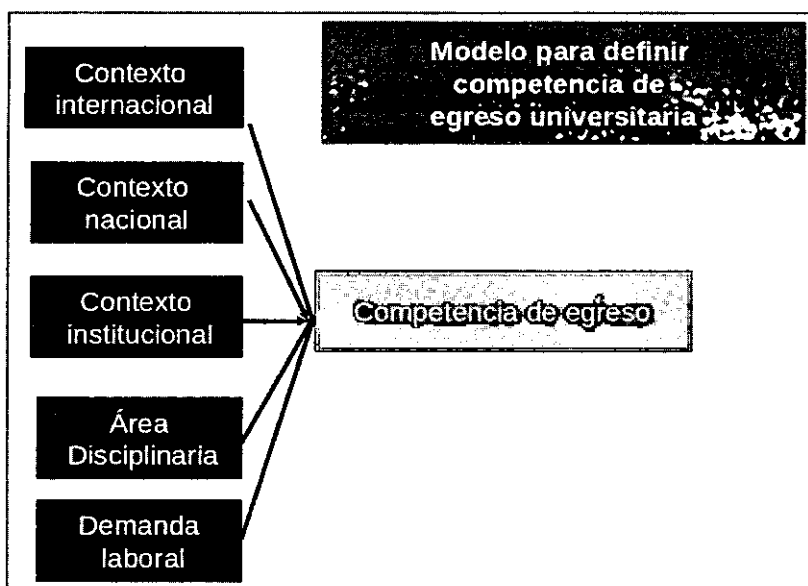 Modelo para definir
competencia de
egreso universitaria
Contexto
internacional
Contexto
nacional
Contexto
institucional
Área
Disciplinaria
Demanda
laboral
Competencia de egreso